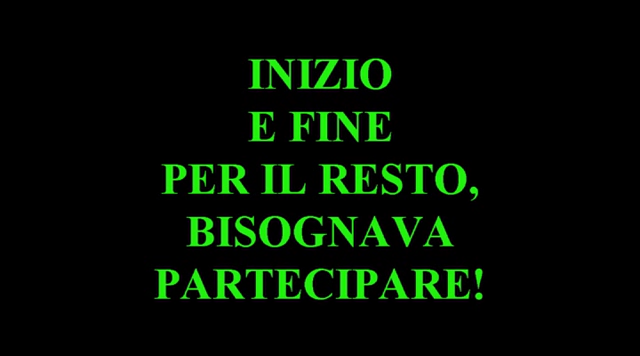 INIZIO
E FINE
PER IL RESTO,
BISOGNAVA
PARTECIPARE!